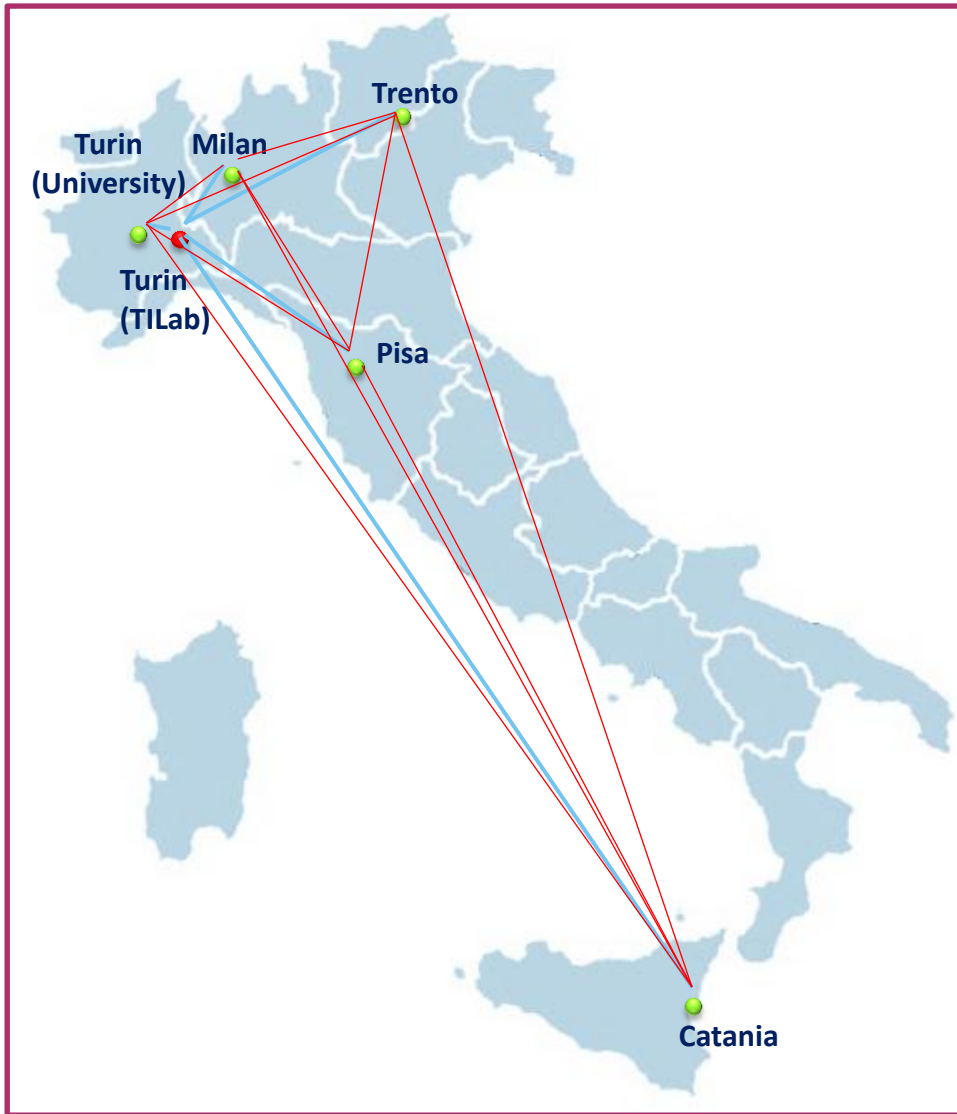 Trento
Turin
(University)
Milan
Turin
(TILab)
Pisa
Catania